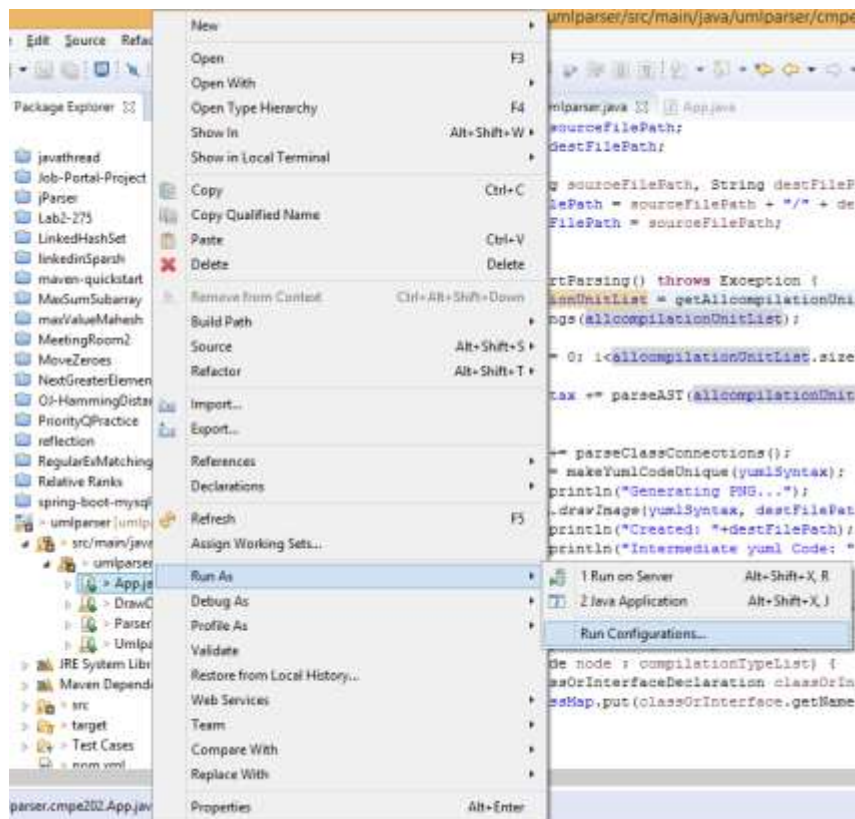 umlparser/src/main/java/umlparser/cmpe
Edit Source Refac
Package Explorer
javathread
Job-Portal-Project
jParser
Lab2-275
LinkedHashSet
linkedinSparsh
maven-quickstart
MaxSumSubarray
maxValueMahesh
MeetingRoom2
MoveZeroes
NextGreaterElemen
OJ-HammingDistan
PriorityQPractice
reflection
RegularExMatching
Relative Ranks
spring-boot-mysql
> umlparser [umlpa
> src/main/java
> umlparser
> App.ja
> DrawD
> Parser
> Umlpa
JRE System Libr
Maven Depende
> src
> target
> Test Cases
> pom.xml
parser.cmpe202.App.jav
New
Open F3
Open With
Open Type Hierarchy F4
Show In Alt+Shift+W
Show in Local Terminal
Copy Ctrl+C
Copy Qualified Name
Paste Ctrl+V
Delete Delete
Remove from Context Ctrl+Alt+Shift+Down
Build Path
Source Alt+Shift+S
Refactor Alt+Shift+T
Import...
Export...
References
Declarations
Refresh F5
Assign Working Sets...
Run As
Debug As
Profile As
Validate
Restore from Local History...
Web Services
Team
Compare With
Replace With
Properties Alt+Enter
1 Run on Server Alt+Shift+X, R
2 Java Application Alt+Shift+X, J
Run Configurations...
mlparser.java App.java
sourceFilePath;
destFilePath;
g sourceFilePath, String destFileP
lePath = sourceFilePath + "/" + de
FilePath = sourceFilePath;
rtParsing() throws Exception {
ionUnitList = getAllcompilationUni
ngs(allcompilationUnitList);
= 0; i<allcompilationUnitList.size
tax += parseAST(allcompilationUnit
+= parseClassConnections();
= makeYumlCodeUnique(yumlSyntax);
println("Generating PNG...");
.drawImage(yumlSyntax, destFilePat
println("Created: "+destFilePath);
println("Intermediate yuml Code: "
de node : compilationTypeList) {
ssOrInterfaceDeclaration classOrIn
ssMap.put(classOrInterface.getName